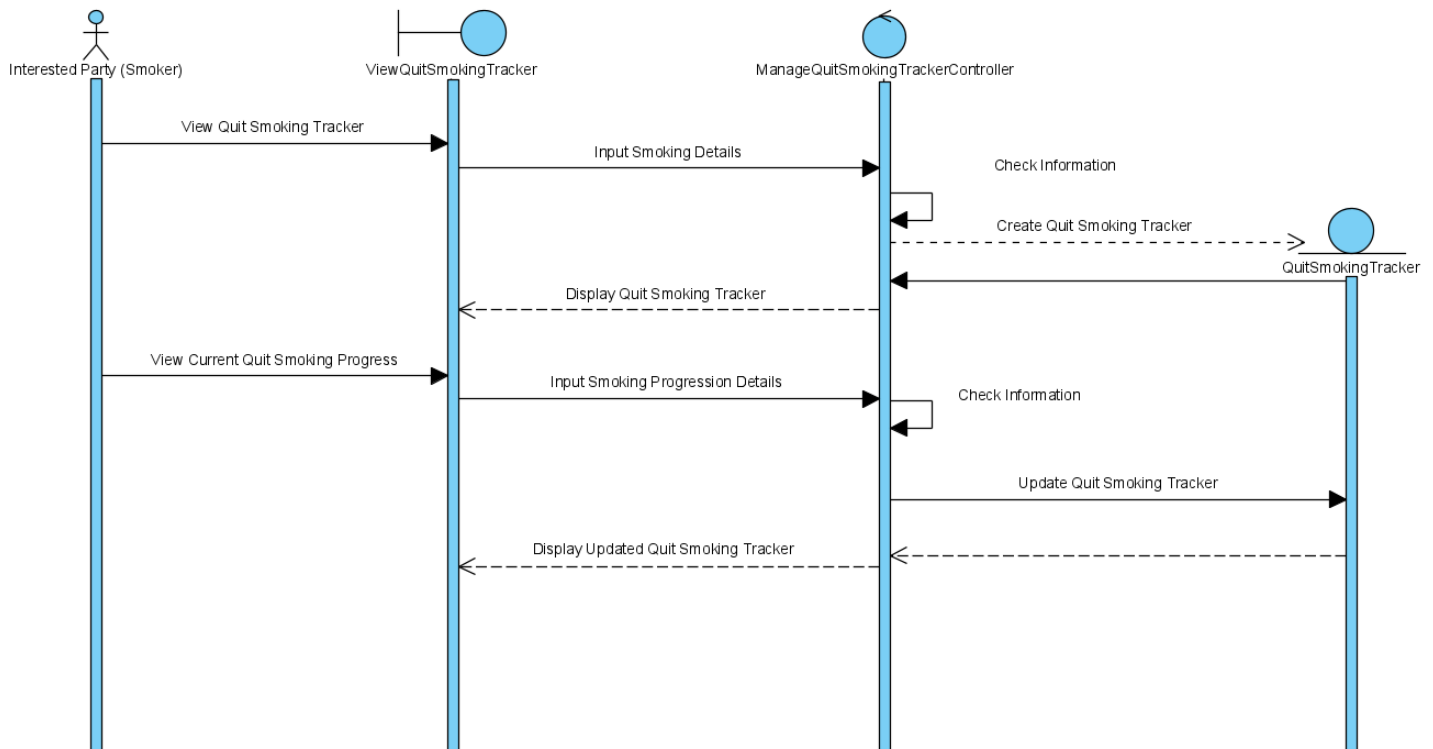 Interested Party (Smoker)
ViewQuitSmokingTracker
ManageQuitSmokingTrackerController
View Quit Smoking Tracker
Input Smoking Details
Check Information
Create Quit Smoking Tracker
QuitSmokingTracker
Display Quit Smoking Tracker
View Current Quit Smoking Progress
Input Smoking Progression Details
Check Information
Update Quit Smoking Tracker
Display Updated Quit Smoking Tracker